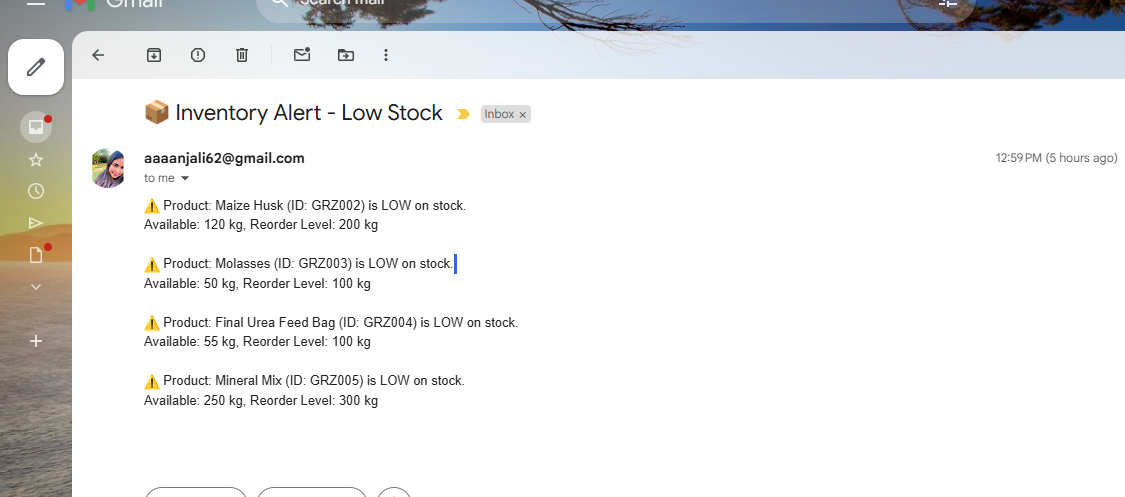 Gmail
Search mail
📦 Inventory Alert - Low Stock
Inbox ×
aaaanjali62@gmail.com
12:59 PM (5 hours ago)
to me
⚠️ Product: Maize Husk (ID: GRZ002) is LOW on stock.
Available: 120 kg, Reorder Level: 200 kg
⚠️ Product: Molasses (ID: GRZ003) is LOW on stock.
Available: 50 kg, Reorder Level: 100 kg
⚠️ Product: Final Urea Feed Bag (ID: GRZ004) is LOW on stock.
Available: 55 kg, Reorder Level: 100 kg
⚠️ Product: Mineral Mix (ID: GRZ005) is LOW on stock.
Available: 250 kg, Reorder Level: 300 kg